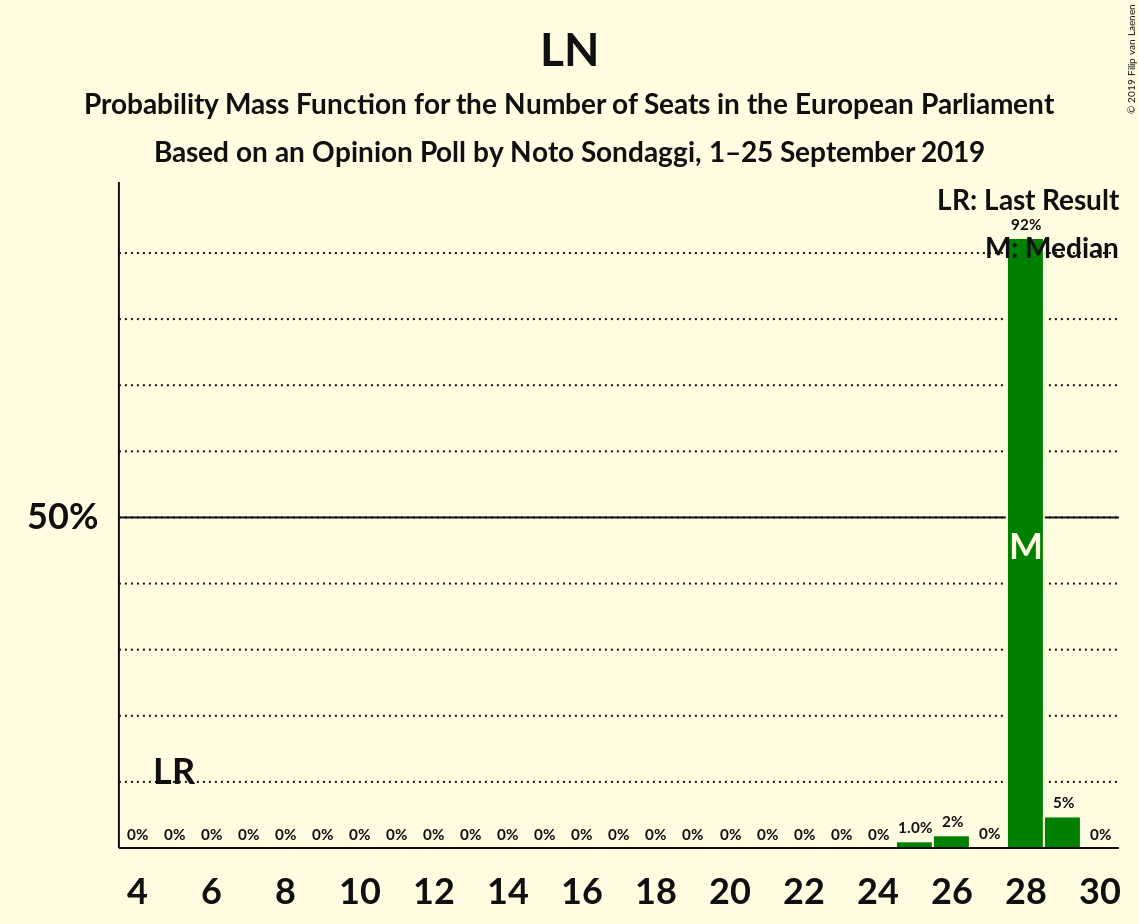 LN
Probability Mass Function for the Number of Seats in the European Parliament
Based on an Opinion Poll by Noto Sondaggi, 1–25 September 2019
© 2019 Filip van Laenen
LR: Last Result
92%
M: Median
50%
M
LR
0% 0% 0% 0% 0% 0% 0% 0% 0% 0% 0% 0% 0% 0% 0% 0% 0% 0% 0% 0% 0% 1.0% 2% 0% 5% 0%
4 6 8 10 12 14 16 18 20 22 24 26 28 30